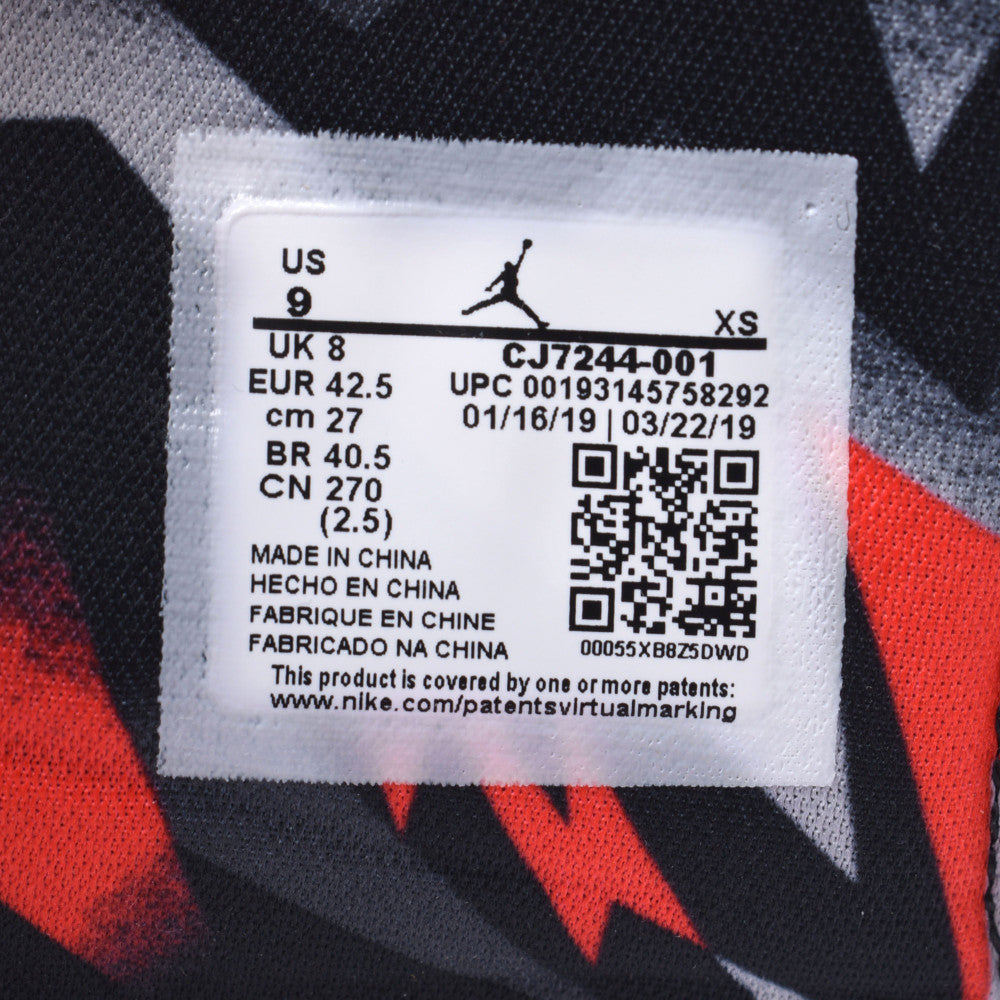 US
9
XS
UK 8
EUR 42.5
cm 27
BR 40.5
CN 270
(2.5)
CJ7244-001
UPC 00193145758292
01/16/19 | 03/22/19
00055XB8Z5DWD
MADE IN CHINA
HECHO EN CHINA
FABRIQUE EN CHINE
FABRICADO NA CHINA
This product is covered by one or more patents:
www.nike.com/patentsvirtualmarking